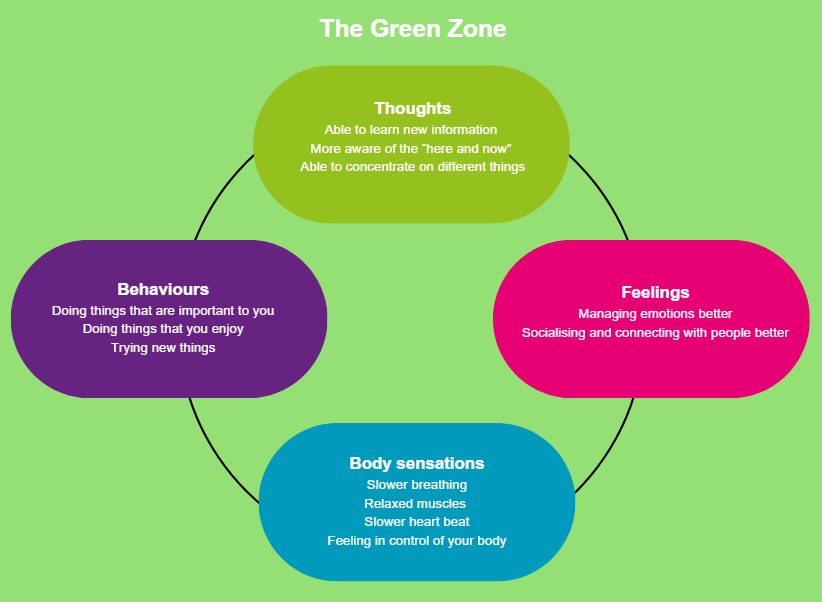 The Green Zone
Thoughts
Able to learn new information
More aware of the “here and now”
Able to concentrate on different things
Behaviours
Doing things that are important to you
Doing things that you enjoy
Trying new things
Feelings
Managing emotions better
Socialising and connecting with people better
Body sensations
Slower breathing
Relaxed muscles
Slower heart beat
Feeling in control of your body